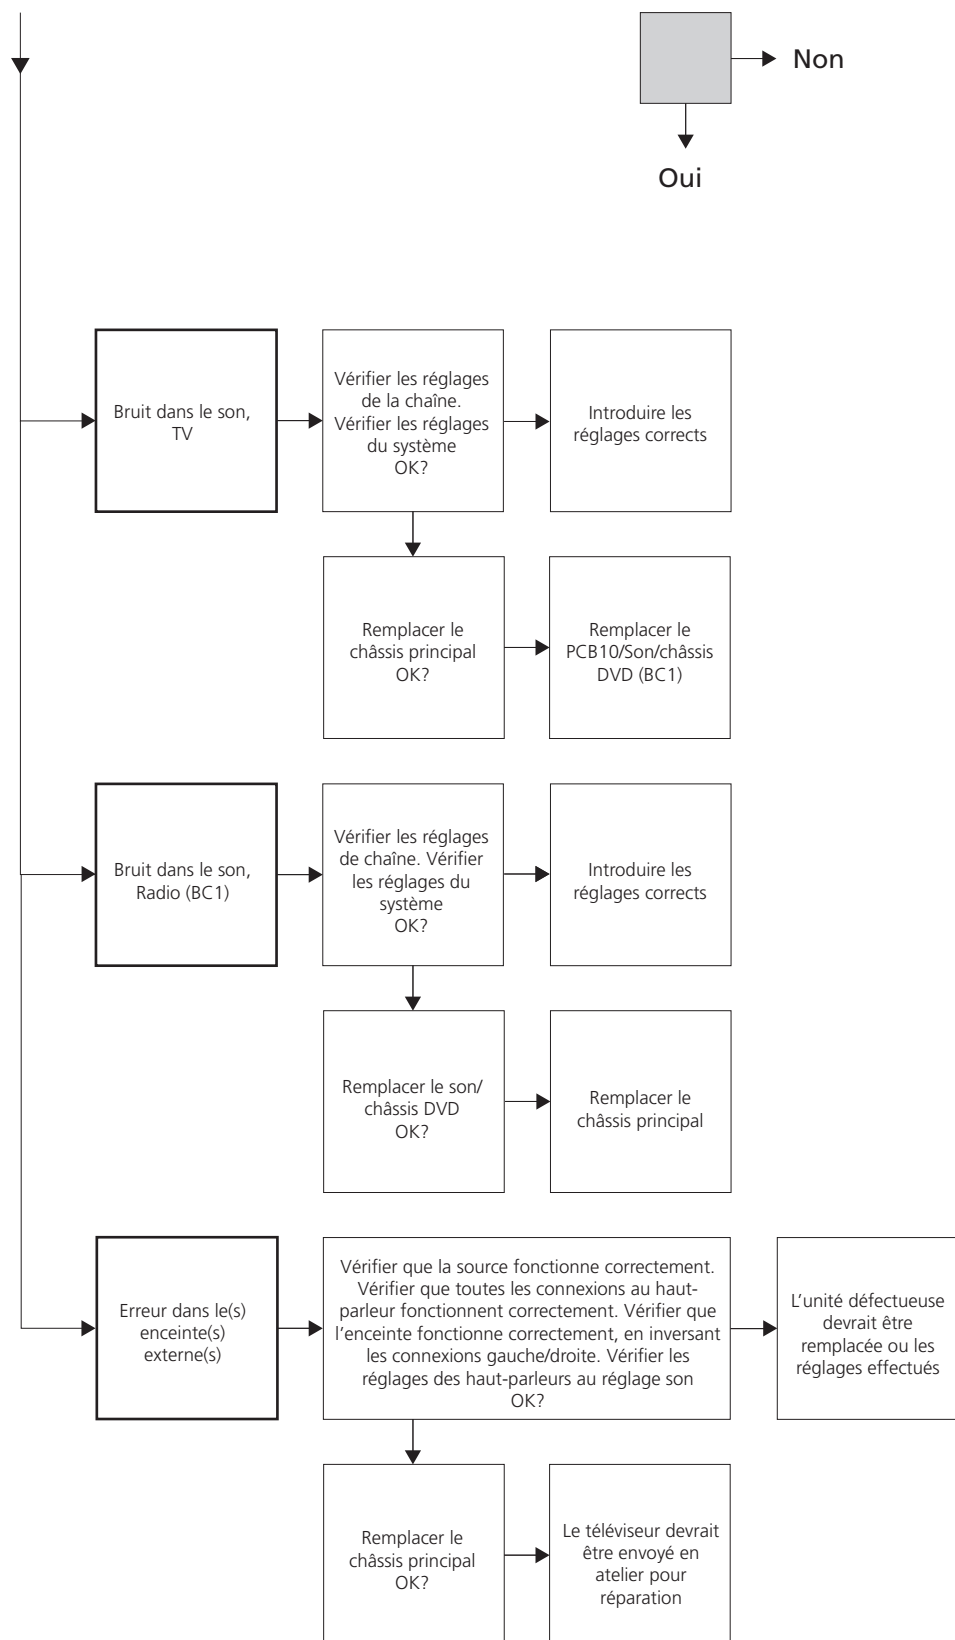 Non
Oui
Bruit dans le son,
TV
Vérifier les réglages
de la chaîne.
Vérifier les réglages
du système
OK?
Introduire les
réglages corrects
Remplacer le
châssis principal
OK?
Remplacer le
PCB10/Son/châssis
DVD (BC1)
Bruit dans le son,
Radio (BC1)
Vérifier les réglages
de chaîne. Vérifier
les réglages du
système
OK?
Introduire les
réglages corrects
Remplacer le son/
châssis DVD
OK?
Remplacer le
châssis principal
Erreur dans le(s)
enceinte(s)
externe(s)
Vérifier que la source fonctionne correctement.
Vérifier que toutes les connexions au haut-
parleur fonctionnent correctement. Vérifier que
l'enceinte fonctionne correctement, en inversant
les connexions gauche/droite. Vérifier les
réglages des haut-parleurs au réglage son
OK?
L'unité défectueuse
devrait être
remplacée ou les
réglages effectués
Remplacer le
châssis principal
OK?
Le téléviseur devrait
être envoyé en
atelier pour
réparation